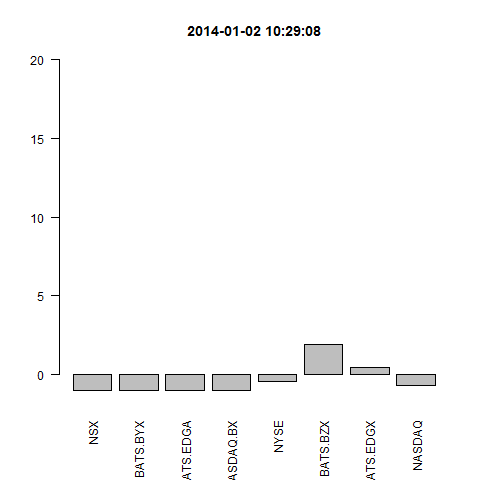 2014-01-02 10:29:08
20
15
10
5
0
NSX
BATS.BYX
ATS.EDGA
ASDAQ.BX
NYSE
BATS.BZX
ATS.EDGX
NASDAQ